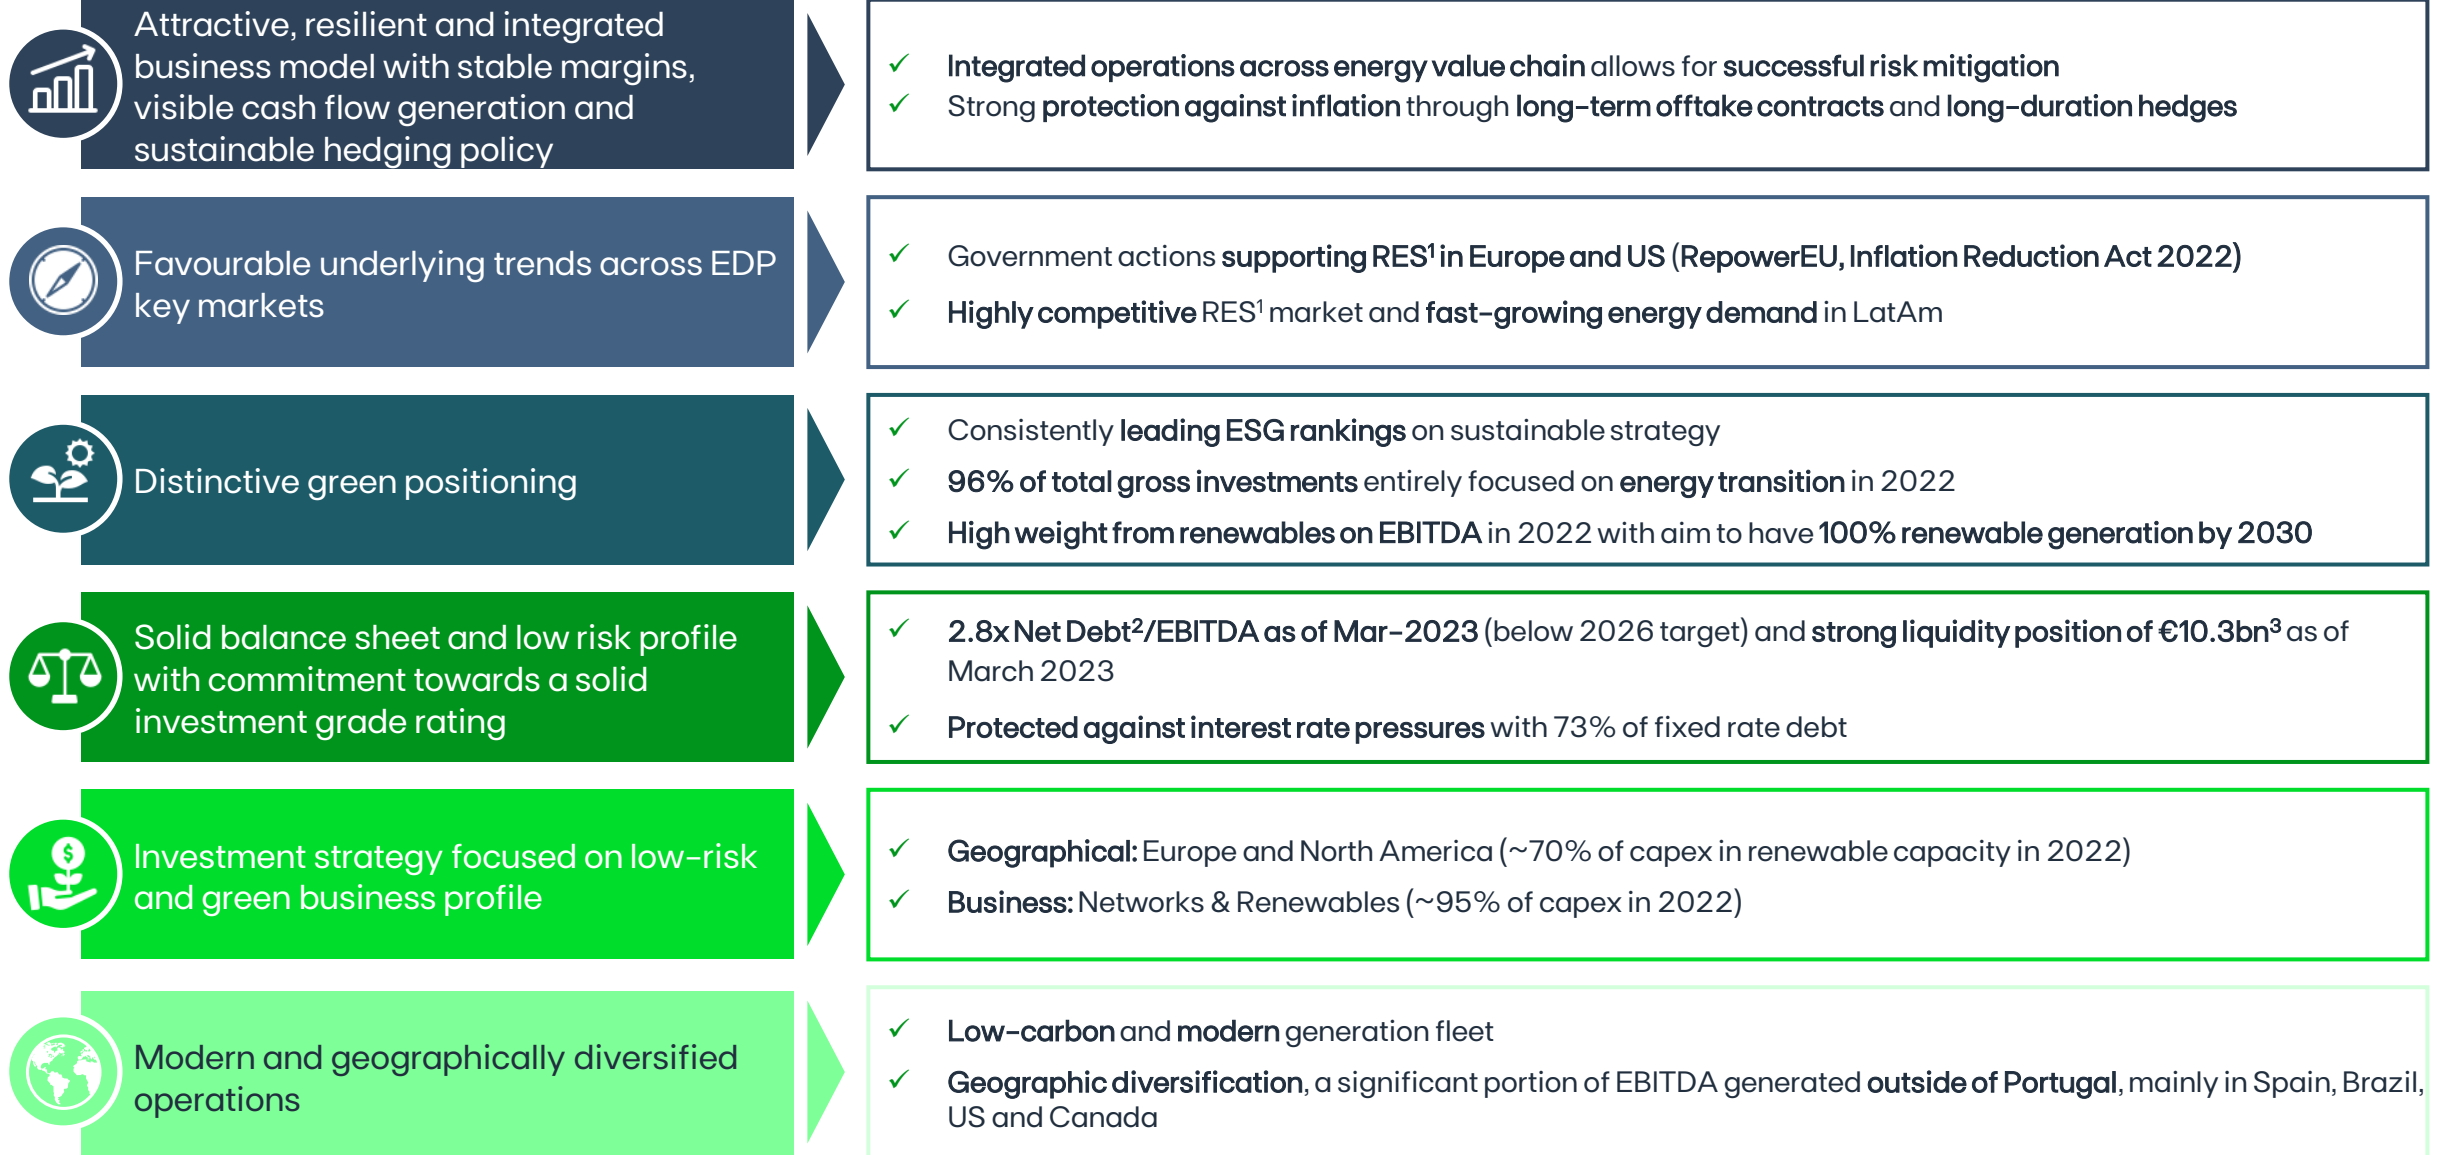 Attractive, resilient and integrated
business model with stable margins,
visible cash flow generation and
sustainable hedging policy
✓ Integrated operations across energy value chain allows for successful risk mitigation
✓ Strong protection against inflation through long-term offtake contracts and long-duration hedges
Favourable underlying trends across EDP
key markets
✓ Government actions supporting RES¹ in Europe and US (RepowerEU, Inflation Reduction Act 2022)
✓ Highly competitive RES¹ market and fast-growing energy demand in LatAm
Distinctive green positioning
✓ Consistently leading ESG rankings on sustainable strategy
✓ 96% of total gross investments entirely focused on energy transition in 2022
✓ High weight from renewables on EBITDA in 2022 with aim to have 100% renewable generation by 2030
Solid balance sheet and low risk profile
with commitment towards a solid
investment grade rating
✓ 2.8x Net Debt²/EBITDA as of Mar-2023 (below 2026 target) and strong liquidity position of €10.3bn³ as of
March 2023
✓ Protected against interest rate pressures with 73% of fixed rate debt
$
Investment strategy focused on low-risk
and green business profile
✓ Geographical: Europe and North America (~70% of capex in renewable capacity in 2022)
✓ Business: Networks & Renewables (~95% of capex in 2022)
Modern and geographically diversified
operations
✓ Low-carbon and modern generation fleet
✓ Geographic diversification, a significant portion of EBITDA generated outside of Portugal, mainly in Spain, Brazil,
US and Canada